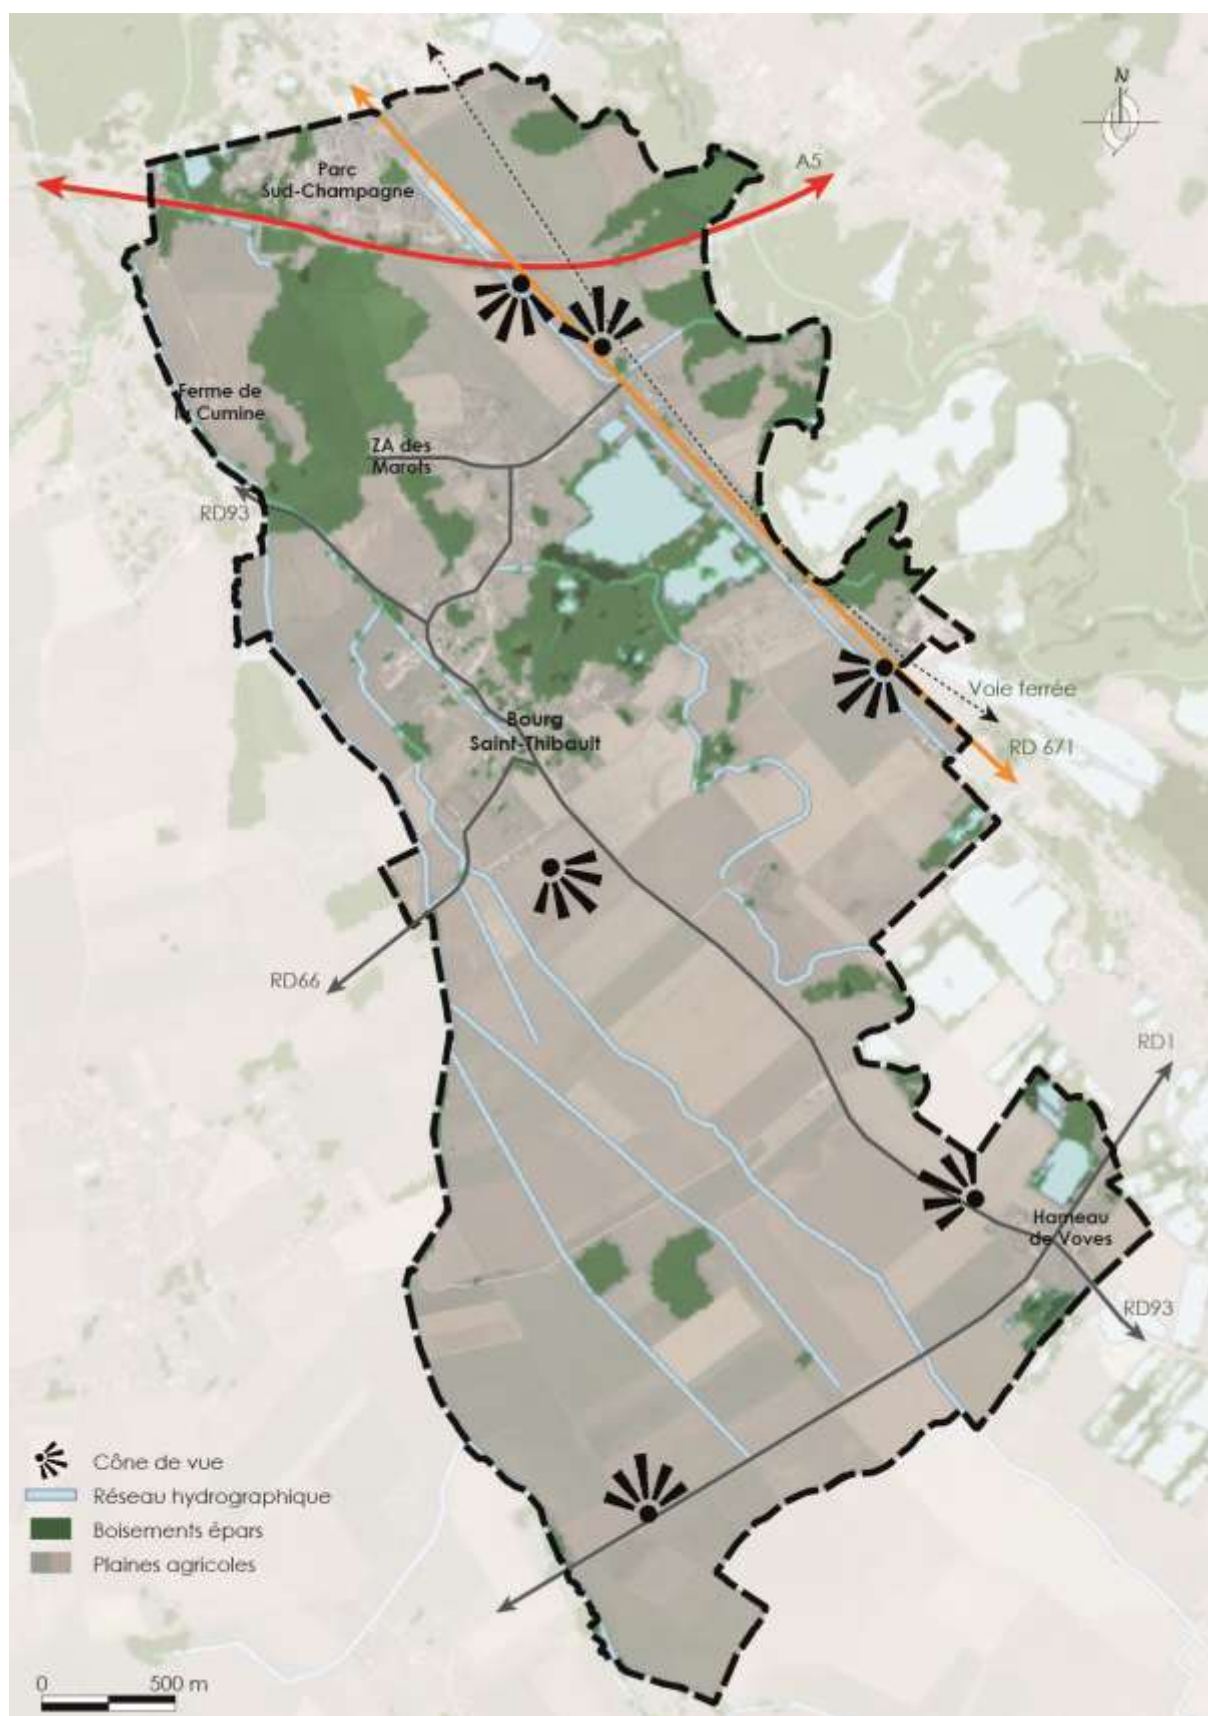 N
A5
Parc
Sud-Champagne
Ferme de
la Cumine
ZA des
Marots
RD93
Voie ferrée
RD 671
Bourg
Saint-Thibault
RD66
RD1
Hameau
de Voves
RD93
Cône de vue
Réseau hydrographique
Boisements épars
Plaines agricoles
0 500 m